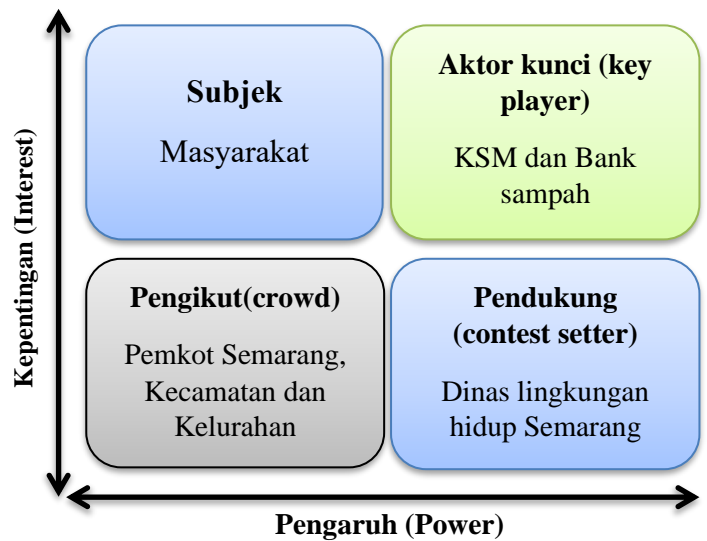 Kepentingan (Interest)
Subjek
Masyarakat
Aktor kunci (key
player)
KSM dan Bank
sampah
Pengikut(crowd)
Pemkot Semarang,
Kecamatan dan
Kelurahan
Pendukung
(contest setter)
Dinas lingkungan
hidup Semarang
Pengaruh (Power)